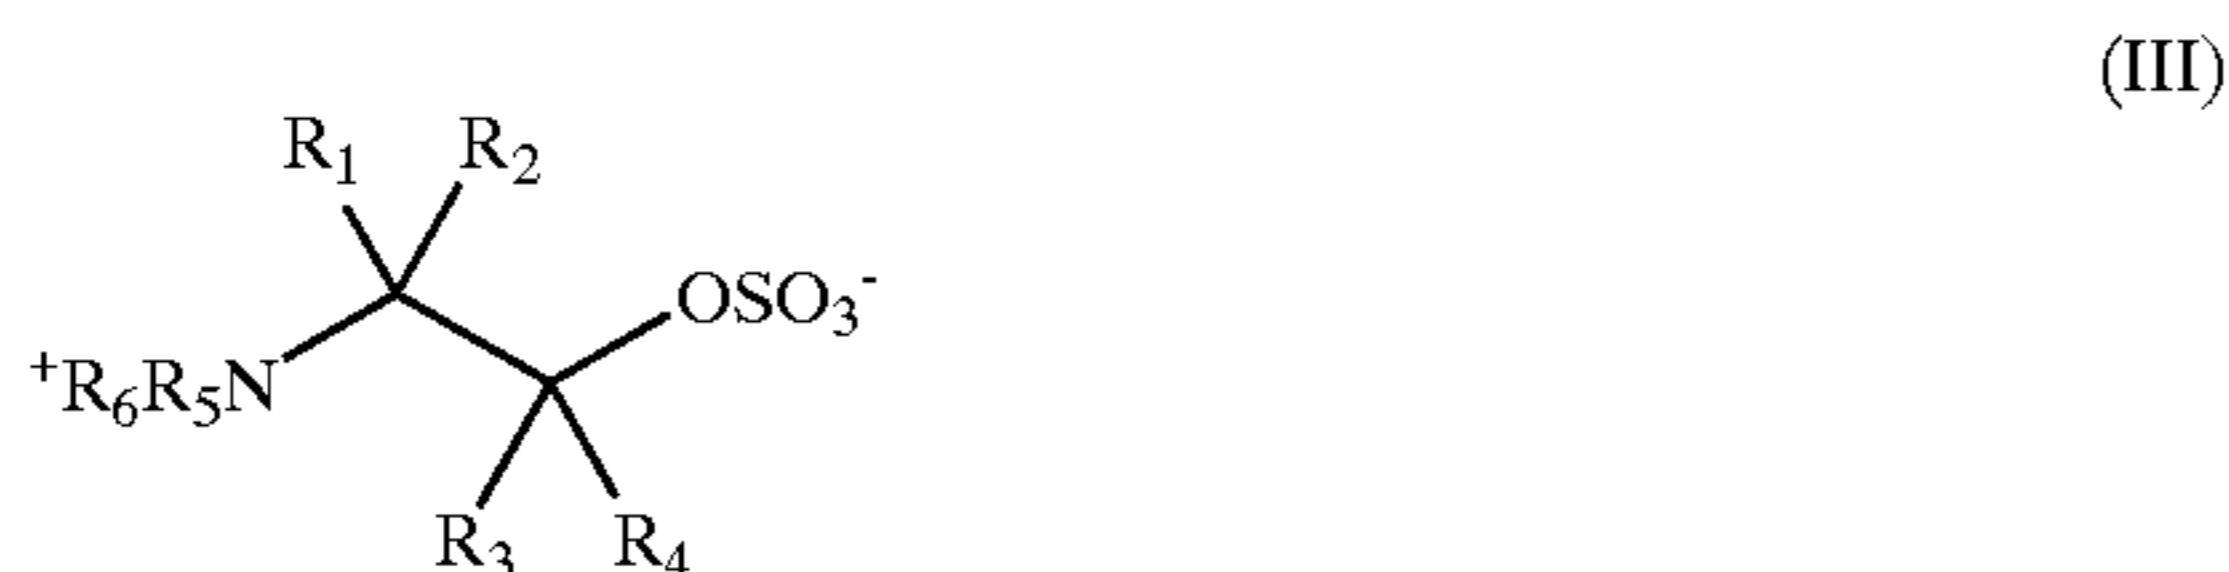 (III)
R₁ R₂
OSO₃⁻
⁺R₆R₅N
R₃ R₄